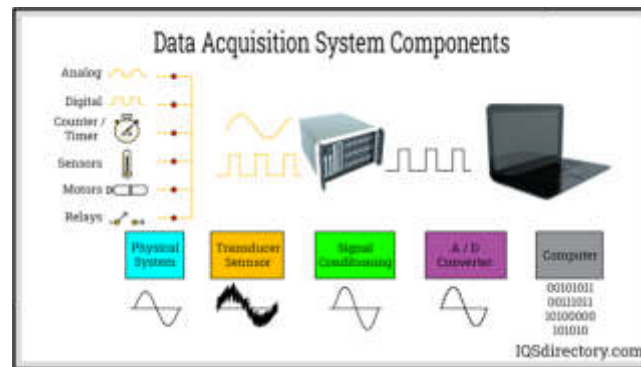 Data Acquisition System Components
Analog
Digital
Counter /
Timer
Sensors
Motors
Relays
Physical
System
Transducer
Sennsor
Signal
Conditioning
A / D
Converter
Computer
00101011
00111011
10100000
101010
IQSdirectory.com